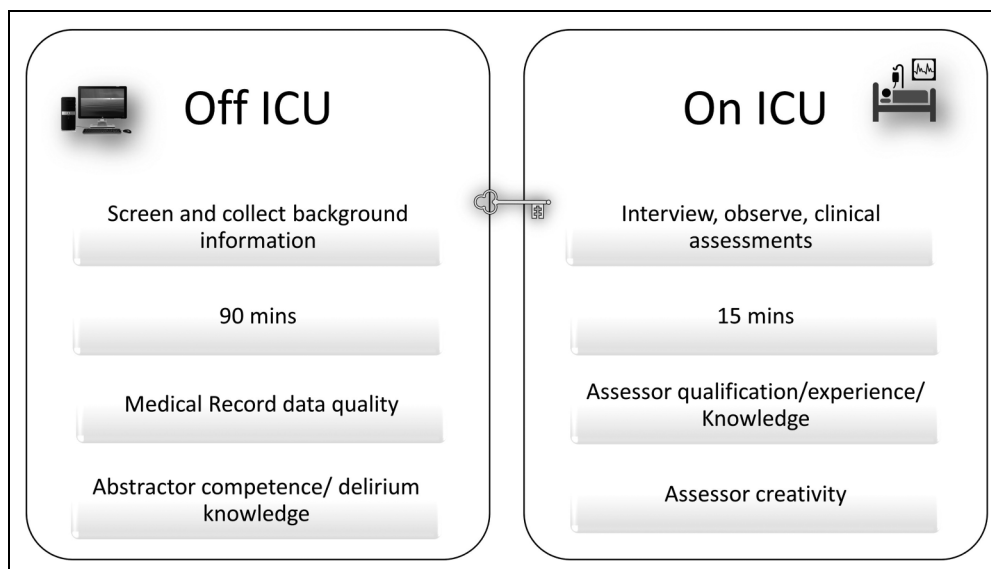 Off ICU
Screen and collect background
information
90 mins
Medical Record data quality
Abstractor competence/ delirium
knowledge
On ICU
Interview, observe, clinical
assessments
15 mins
Assessor qualification/experience/
Knowledge
Assessor creativity